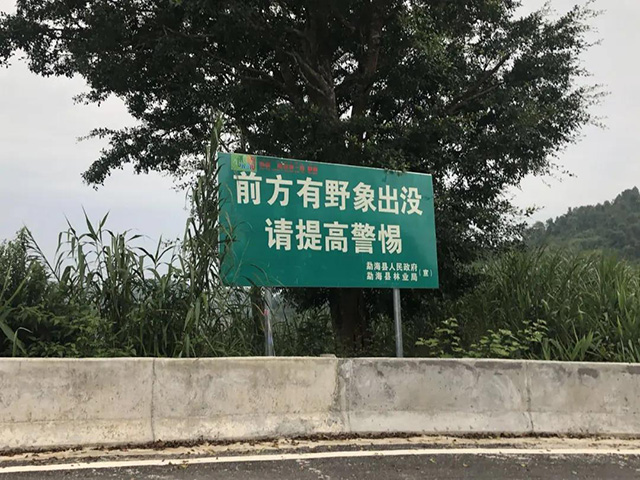 前方有野象出没
请提高警惕
勐海县人民政府
勐海县林业局(宣)